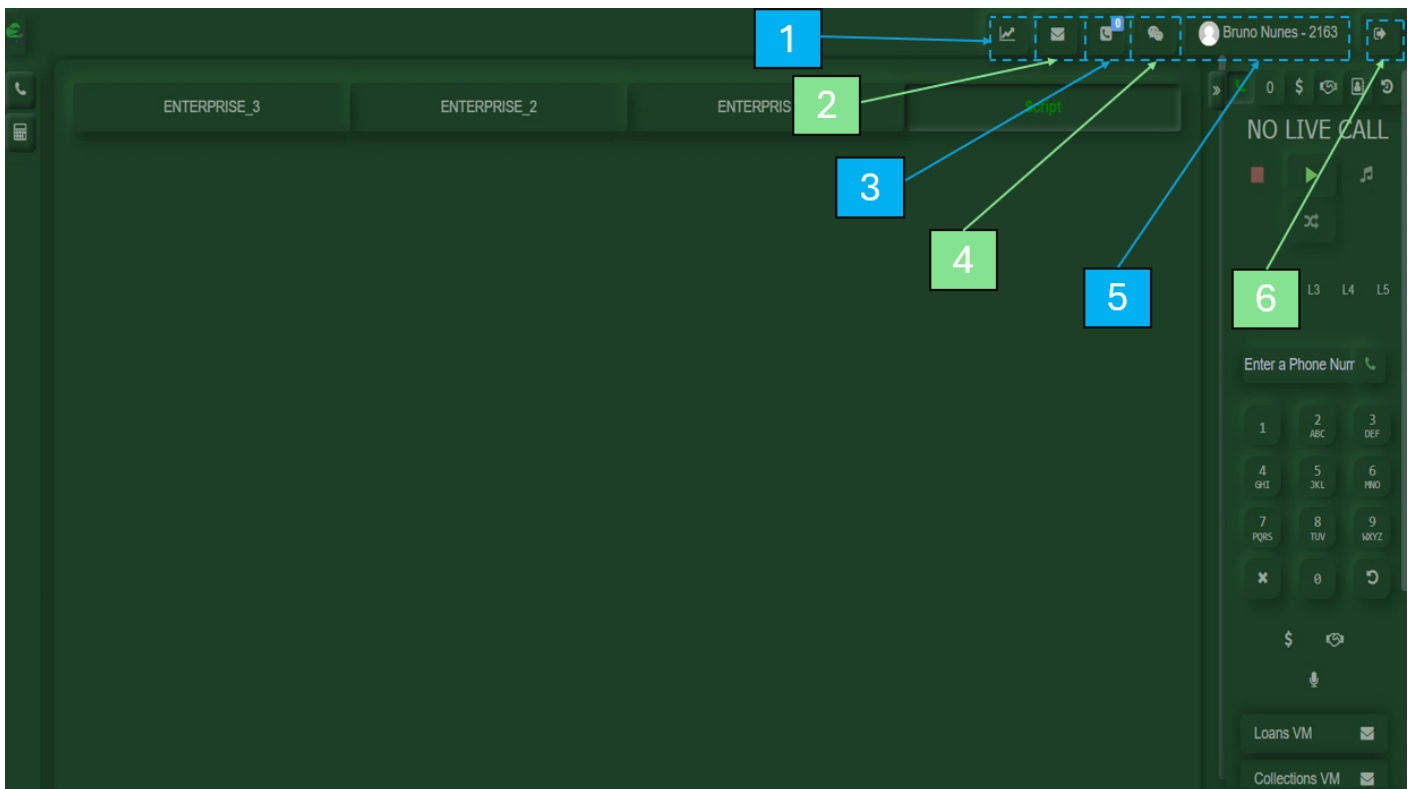 1
0
Bruno Nunes - 2163
2
ENTERPRISE_3
ENTERPRISE_2
ENTERPRIS
Script
0
NO LIVE CALL
3
4
5
6
L3
L4
L5
Enter a Phone Num
1
2
ABC
3
DEF
4
GHI
5
JKL
6
MNO
7
PQRS
8
TUV
9
WXYZ
0
$
Loans VM
Collections VM